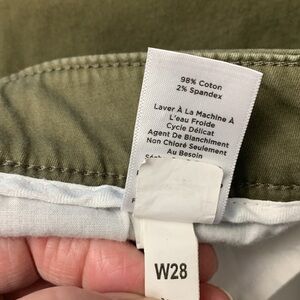 98% Coton
2% Spandex
Laver À La Machine À
L'eau Froide
Cycle Délicat
Agent De Blanchiment
Non Chloré Seulement
Au Besoin
W28